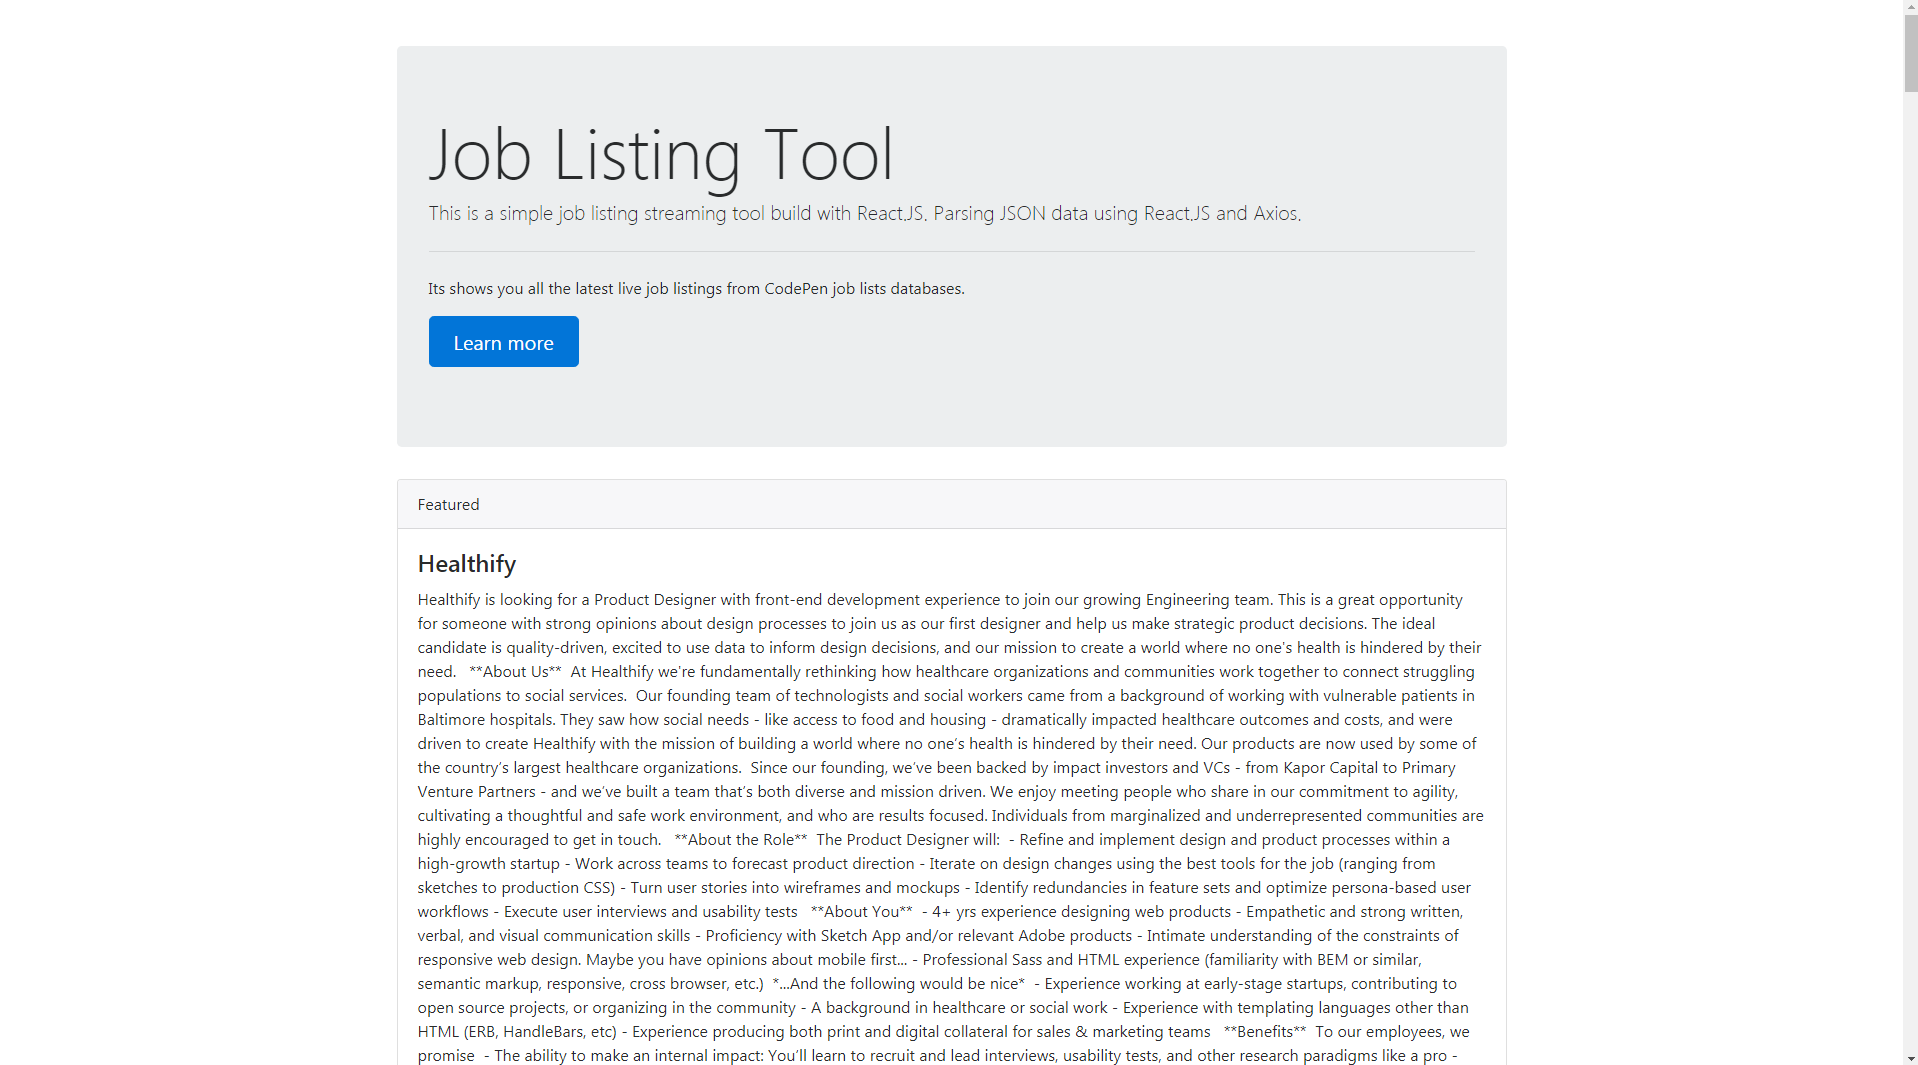 Job Listing Tool
This is a simple job listing streaming tool build with React.JS. Parsing JSON data using React.JS and Axios.
Its shows you all the latest live job listings from CodePen job lists databases.
Learn more
Featured
Healthify
Healthify is looking for a Product Designer with front-end development experience to join our growing Engineering team. This is a great opportunity
for someone with strong opinions about design processes to join us as our first designer and help us make strategic product decisions. The ideal
candidate is quality-driven, excited to use data to inform design decisions, and our mission to create a world where no one's health is hindered by their
need.   **About Us**  At Healthify we're fundamentally rethinking how healthcare organizations and communities work together to connect struggling
populations to social services.  Our founding team of technologists and social workers came from a background of working with vulnerable patients in
Baltimore hospitals. They saw how social needs - like access to food and housing - dramatically impacted healthcare outcomes and costs, and were
driven to create Healthify with the mission of building a world where no one’s health is hindered by their need. Our products are now used by some of
the country’s largest healthcare organizations.  Since our founding, we’ve been backed by impact investors and VCs - from Kapor Capital to Primary
Venture Partners - and we’ve built a team that’s both diverse and mission driven. We enjoy meeting people who share in our commitment to agility,
cultivating a thoughtful and safe work environment, and who are results focused. Individuals from marginalized and underrepresented communities are
highly encouraged to get in touch.   **About the Role**  The Product Designer will:  - Refine and implement design and product processes within a
high-growth startup - Work across teams to forecast product direction - Iterate on design changes using the best tools for the job (ranging from
sketches to production CSS) - Turn user stories into wireframes and mockups - Identify redundancies in feature sets and optimize persona-based user
workflows - Execute user interviews and usability tests   **About You**  - 4+ yrs experience designing web products - Empathetic and strong written,
verbal, and visual communication skills - Proficiency with Sketch App and/or relevant Adobe products - Intimate understanding of the constraints of
responsive web design. Maybe you have opinions about mobile first... - Professional Sass and HTML experience (familiarity with BEM or similar,
semantic markup, responsive, cross browser, etc.)  *...And the following would be nice*  - Experience working at early-stage startups, contributing to
open source projects, or organizing in the community - A background in healthcare or social work - Experience with templating languages other than
HTML (ERB, HandleBars, etc) - Experience producing both print and digital collateral for sales & marketing teams   **Benefits**  To our employees, we
promise  - The ability to make an internal impact: You’ll learn to recruit and lead interviews, usability tests, and other research paradigms like a pro -